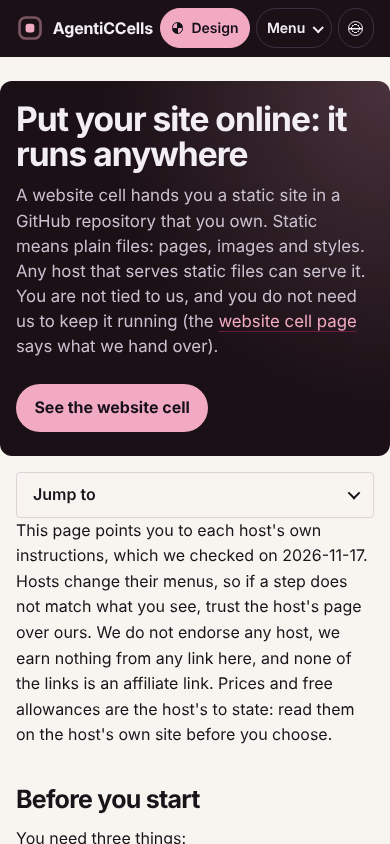 AgentiCCells
Design
Menu
Put your site online: it
runs anywhere
A website cell hands you a static site in a
GitHub repository that you own. Static
means plain files: pages, images and styles.
Any host that serves static files can serve it.
You are not tied to us, and you do not need
us to keep it running (the website cell page
says what we hand over).
See the website cell
Jump to
This page points you to each host's own
instructions, which we checked on 2026-11-17.
Hosts change their menus, so if a step does
not match what you see, trust the host's page
over ours. We do not endorse any host, we
earn nothing from any link here, and none of
the links is an affiliate link. Prices and free
allowances are the host's to state: read them
on the host's own site before you choose.
Before you start
You need three things: